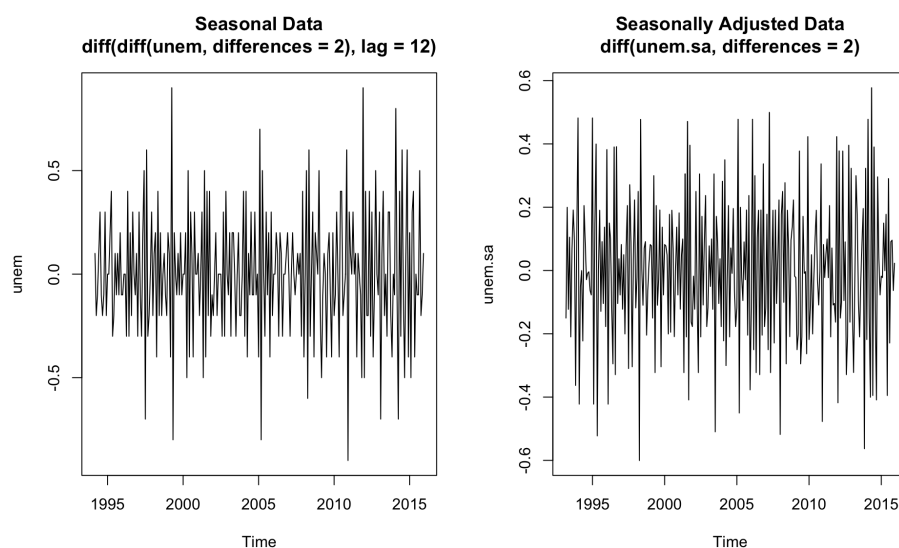 Seasonal Data
diff(diff(unem, differences = 2), lag = 12)
unem
0.5
0.0
-0.5
1995 2000 2005 2010 2015
Time
Seasonally Adjusted Data
diff(unem.sa, differences = 2)
unem.sa
0.6
0.4
0.2
0.0
-0.2
-0.4
-0.6
1995 2000 2005 2010 2015
Time